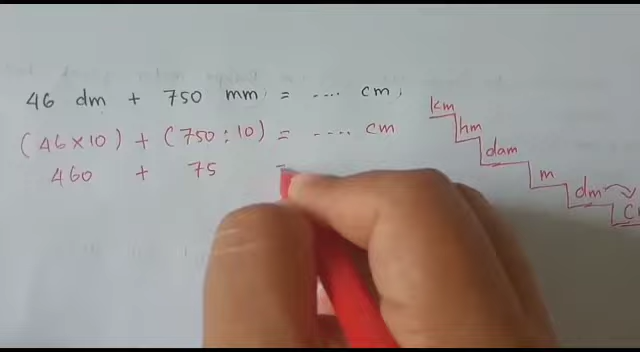 46 dm + 750 mm = .... cm
(46 × 10) + (750 : 10) = .... cm
460 + 75 =
km
hm
dam
m
dm